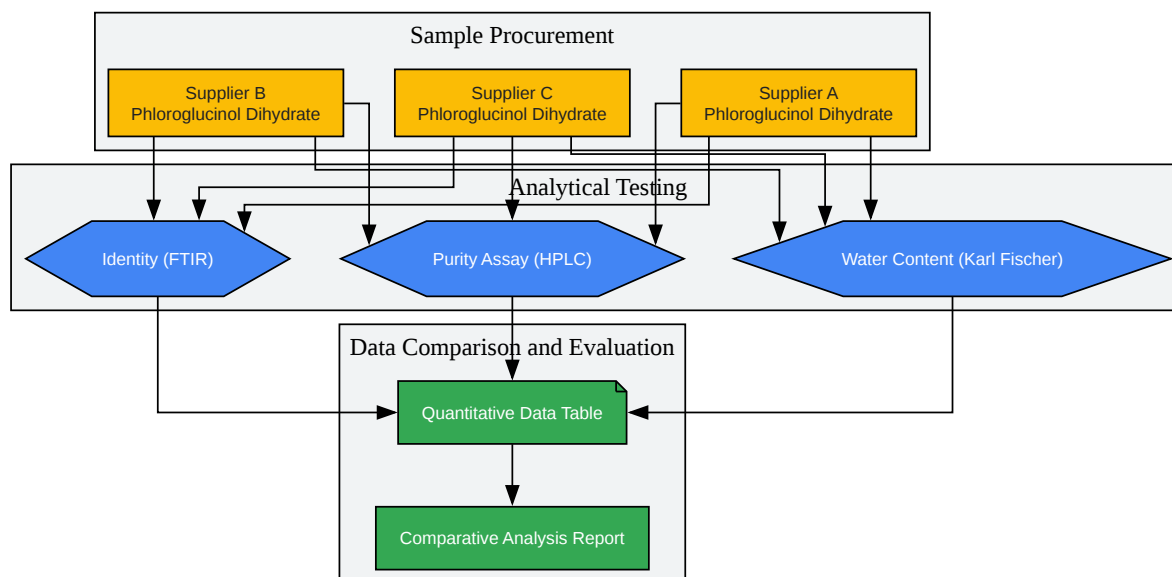 Sample Procurement
Supplier B
Phloroglucinol Dihydrate
Supplier C
Phloroglucinol Dihydrate
Supplier A
Phloroglucinol Dihydrate
Analytical Testing
Identity (FTIR)
Purity Assay (HPLC)
Water Content (Karl Fischer)
Data Comparison and Evaluation
Quantitative Data Table
Comparative Analysis Report